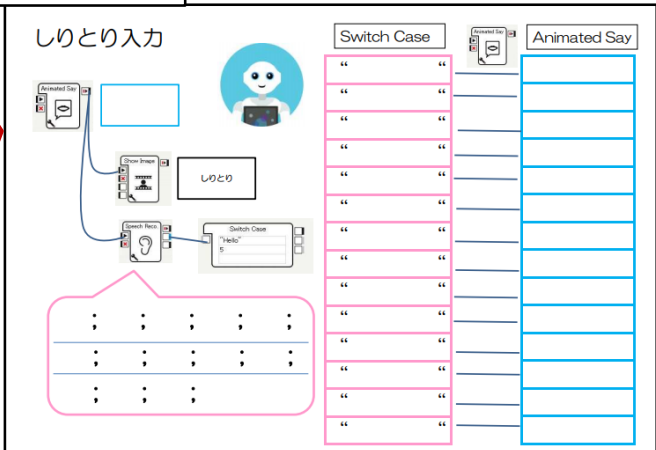 しりとり入力
Animated Say
Show Image
しりとり
Speech Reco.
Switch Case
"Hello"
5
; ; ; ; ;
; ; ; ; ;
; ; ;
Switch Case
“ “
“ “
“ “
“ “
“ “
“ “
“ “
“ “
“ “
“ “
“ “
“ “
“ “
“ “
Animated Say
Animated Say